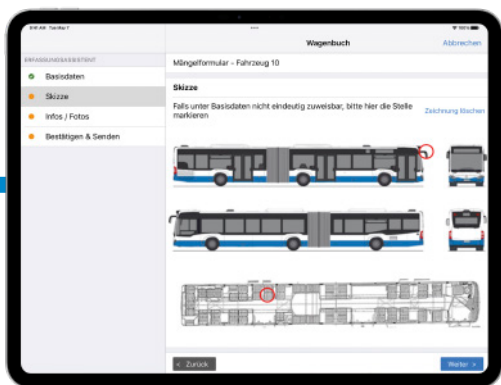 Wagenbuch
Abbrechen
ERFASSUNGSASSISTENT
Basisdaten
Skizze
Infos / Fotos
Bestätigen & Senden
Mängelformular - Fahrzeug 10
Skizze
Falls unter Basisdaten nicht eindeutig zuweisbar, bitte hier die Stelle
markieren
Zeichnung löschen
< Zurück
Weiter >